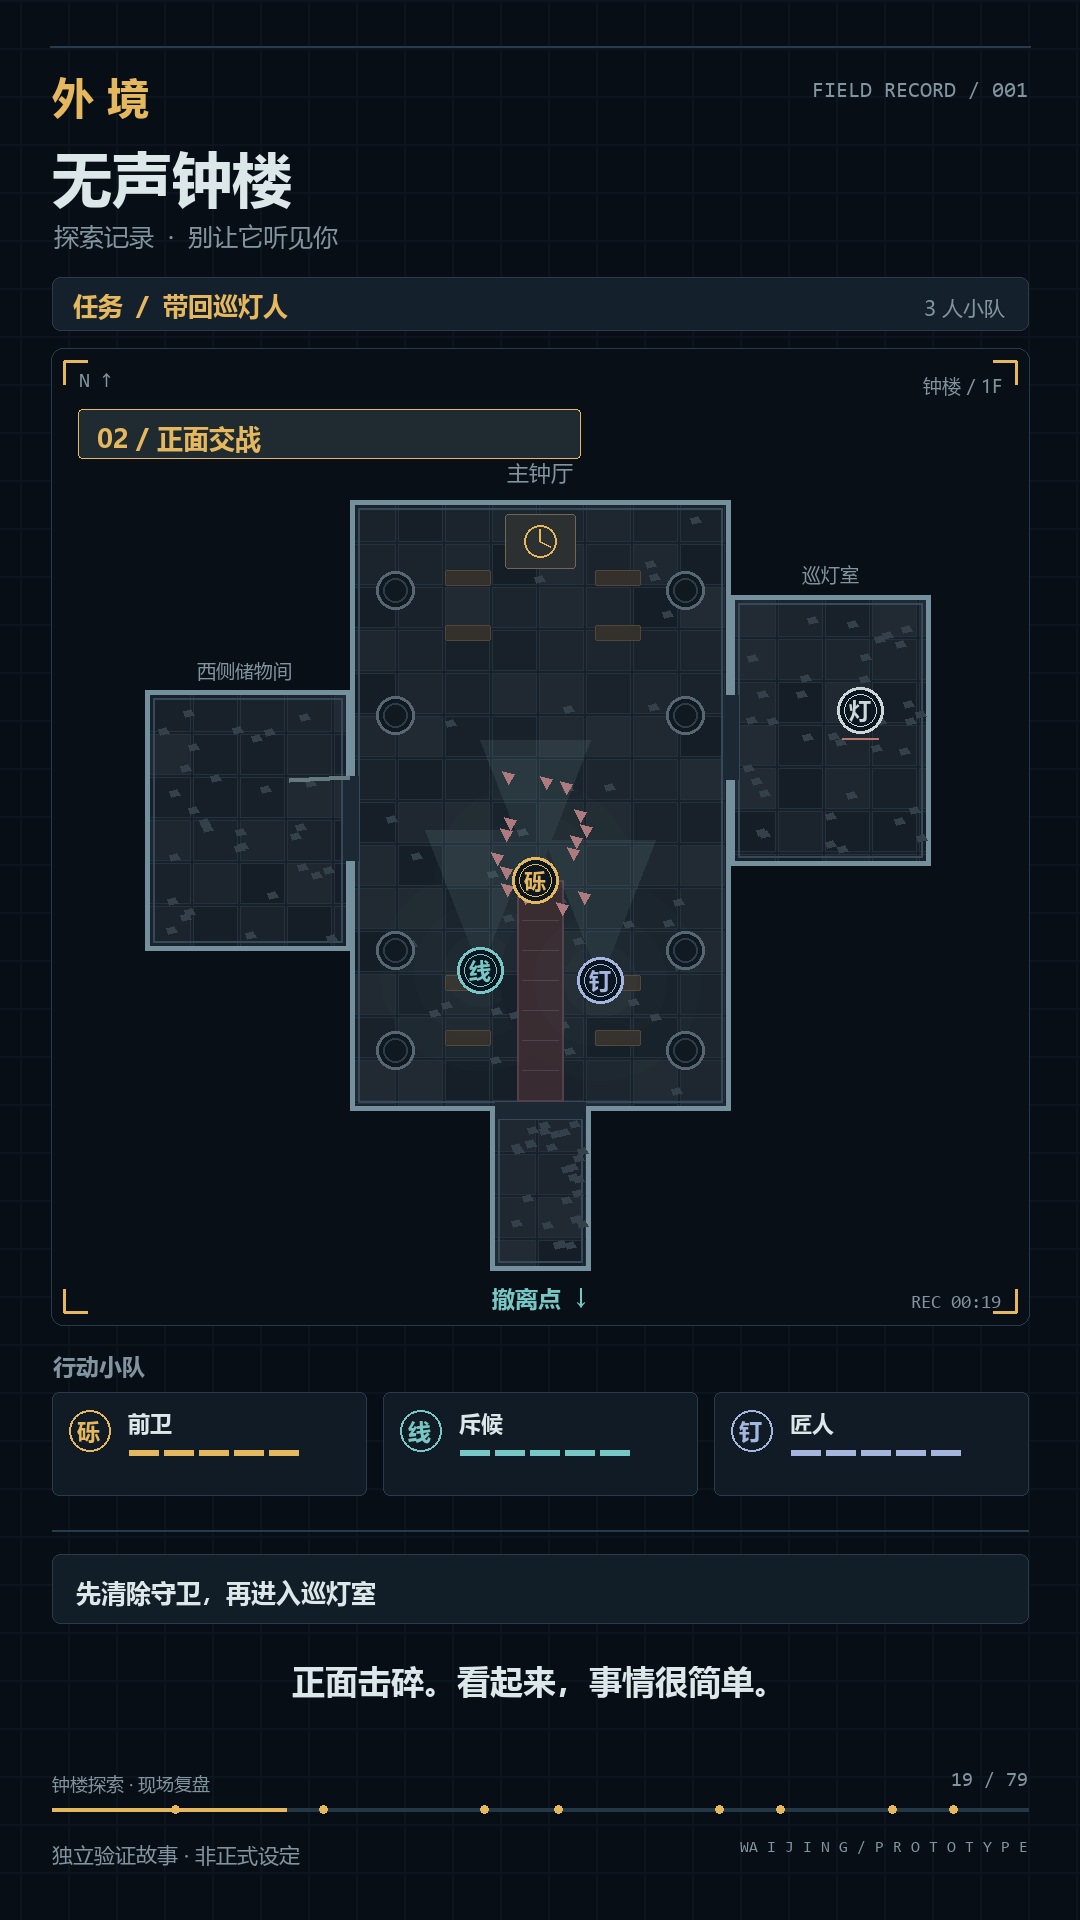 外境
FIELD RECORD / 001
无声钟楼
探索记录 · 别让它听见你
任务 / 带回巡灯人
3 人小队
N ↑
钟楼 / 1F
02 / 正面交战
主钟厅
巡灯室
西侧储物间
灯
砾
线
钉
撤离点 ↓
REC 00:19
行动小队
砾 前卫
线 斥候
钉 匠人
先清除守卫，再进入巡灯室
正面击碎。看起来，事情很简单。
钟楼探索 · 现场复盘
19 / 79
独立验证故事 · 非正式设定
WAIJING/PROTOTYPE